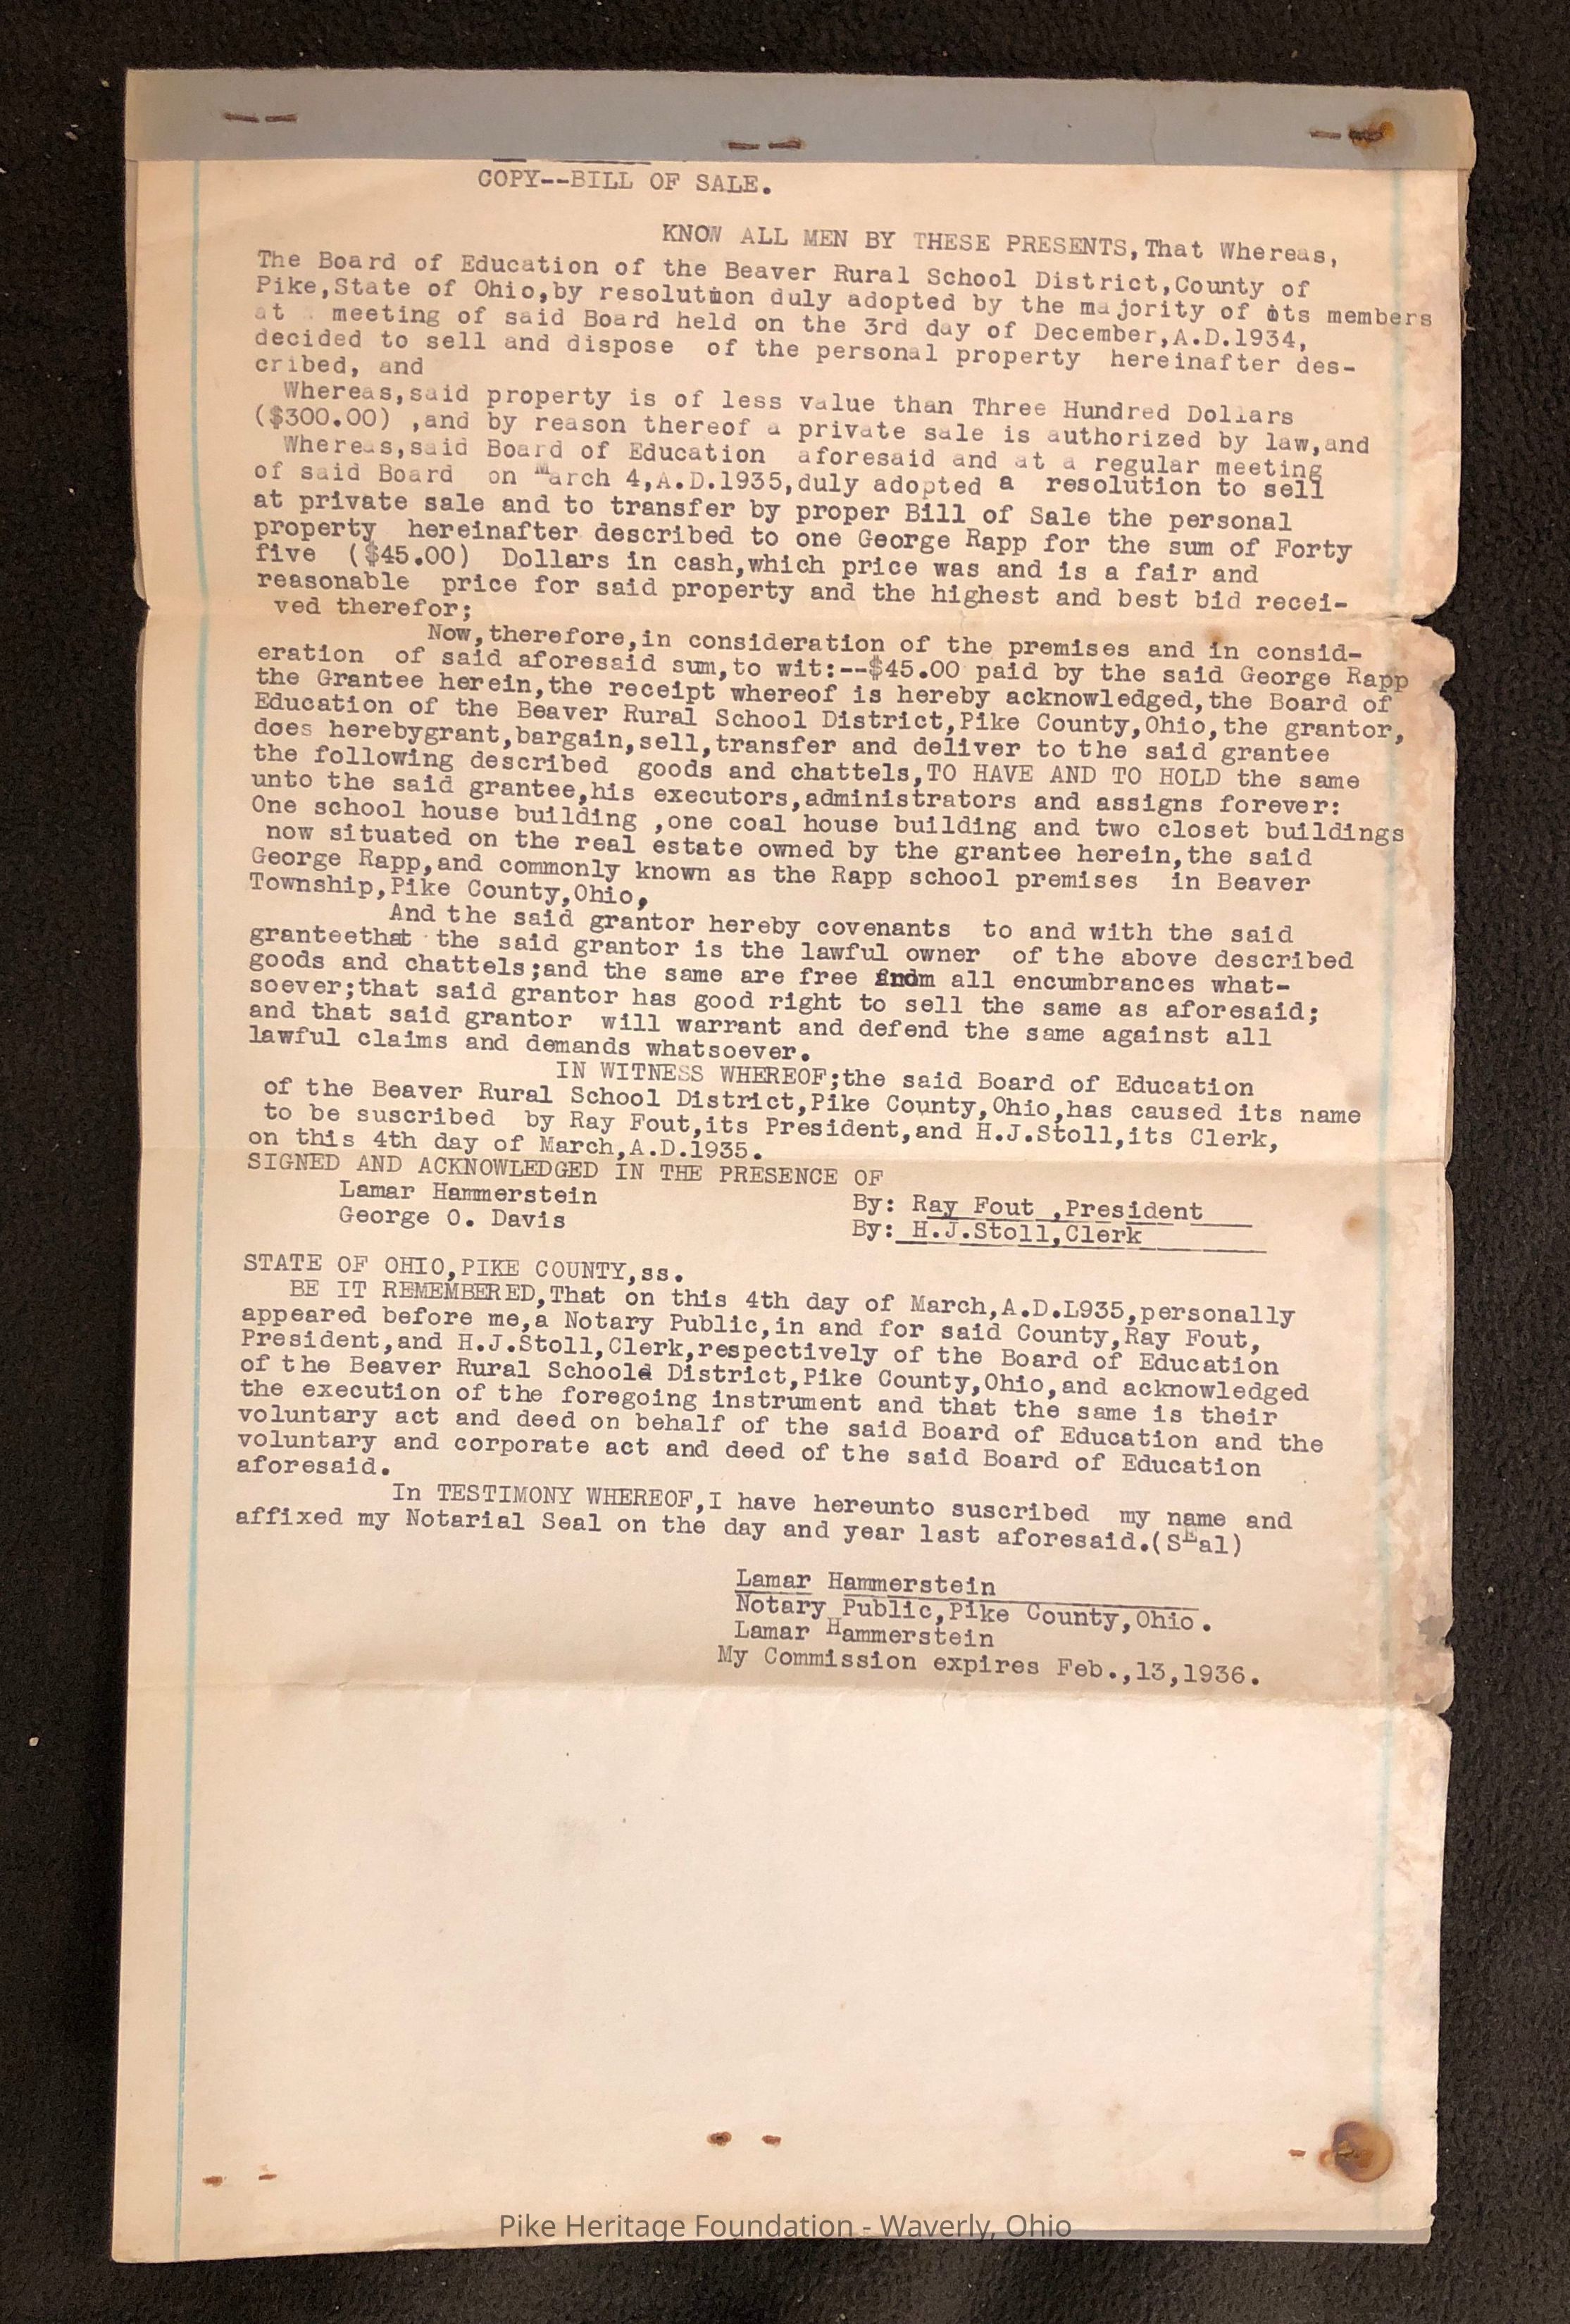 COPY--BILL OF SALE.
KNOW ALL MEN BY THESE PRESENTS,That Whereas,
The Board of Education of the Beaver Rural School District,County of
Pike,State of Ohio,by resolution duly adopted by the majority of its members
at a meeting of said Board held on the 3rd day of December,A.D.1934,
decided to sell and dispose of the personal property hereinafter des-
cribed, and
Whereas,said property is of less value than Three Hundred Dollars
($300.00) ,and by reason thereof a private sale is authorized by law,and
Whereas,said Board of Education aforesaid and at a regular meeting
of said Board on March 4,A.D.1935,duly adopted a resolution to sell
at private sale and to transfer by proper Bill of Sale the personal
property hereinafter described to one George Rapp for the sum of Forty
five ($45.00) Dollars in cash,which price was and is a fair and
reasonable price for said property and the highest and best bid recei-
ved therefor;
Now,therefore,in consideration of the premises and in consid-
eration of said aforesaid sum,to wit:--$45.00 paid by the said George Rapp
the Grantee herein,the receipt whereof is hereby acknowledged,the Board of
Education of the Beaver Rural School District,Pike County,Ohio,the grantor,
does herebygrant,bargain,sell,transfer and deliver to the said grantee
the following described goods and chattels,TO HAVE AND TO HOLD the same
unto the said grantee,his executors,administrators and assigns forever:
One school house building ,one coal house building and two closet buildings
now situated on the real estate owned by the grantee herein,the said
George Rapp,and commonly known as the Rapp school premises in Beaver
Township,Pike County,Ohio,
And the said grantor hereby covenants to and with the said
granteethat the said grantor is the lawful owner of the above described
goods and chattels;and the same are free from all encumbrances what-
soever;that said grantor has good right to sell the same as aforesaid;
and that said grantor will warrant and defend the same against all
lawful claims and demands whatsoever.
IN WITNESS WHEREOF;the said Board of Education
of the Beaver Rural School District,Pike County,Ohio,has caused its name
to be suscribed by Ray Fout,its President,and H.J.Stoll,its Clerk,
on this 4th day of March,A.D.1935.
SIGNED AND ACKNOWLEDGED IN THE PRESENCE OF
Lamar Hammerstein By: Ray Fout ,President
George O. Davis By: H.J.Stoll,Clerk
STATE OF OHIO,PIKE COUNTY,ss.
BE IT REMEMBERED,That on this 4th day of March,A.D.L935,personally
appeared before me,a Notary Public,in and for said County,Ray Fout,
President,and H.J.Stoll,Clerk,respectively of the Board of Education
of the Beaver Rural School District,Pike County,Ohio,and acknowledged
the execution of the foregoing instrument and that the same is their
voluntary act and deed on behalf of the said Board of Education and the
voluntary and corporate act and deed of the said Board of Education
aforesaid.
In TESTIMONY WHEREOF,I have hereunto suscribed my name and
affixed my Notarial Seal on the day and year last aforesaid.(SEal)
Lamar Hammerstein
Notary Public,Pike County,Ohio.
Lamar Hammerstein
My Commission expires Feb.,13,1936.
Pike Heritage Foundation - Waverly, Ohio